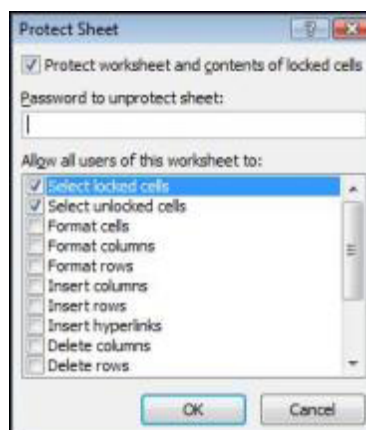 Protect Sheet
Protect worksheet and contents of locked cells
Password to unprotect sheet:
Allow all users of this worksheet to:
Select locked cells
Select unlocked cells
Format cells
Format columns
Format rows
Insert columns
Insert rows
Insert hyperlinks
Delete columns
Delete rows
OK Cancel